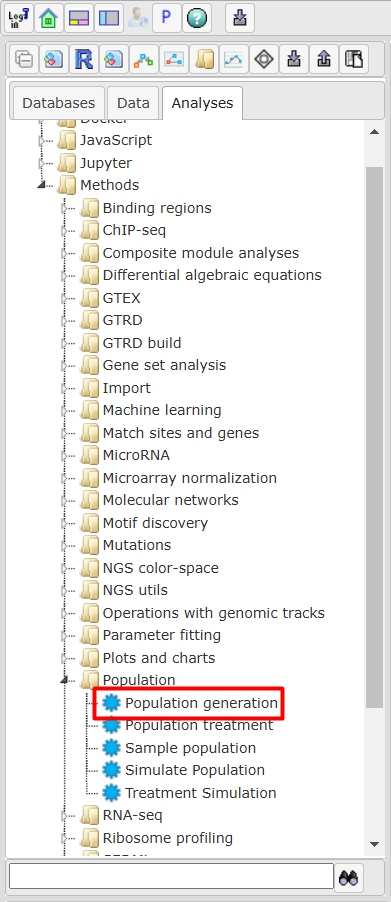 Log in P ?
R
Databases Data Analyses
Docker
JavaScript
Jupyter
Methods
Binding regions
ChIP-seq
Composite module analyses
Differential algebraic equations
GTEX
GTRD
GTRD build
Gene set analysis
Import
Machine learning
Match sites and genes
MicroRNA
Microarray normalization
Molecular networks
Motif discovery
Mutations
NGS color-space
NGS utils
Operations with genomic tracks
Parameter fitting
Plots and charts
Population
Population generation
Population treatment
Sample population
Simulate Population
Treatment Simulation
RNA-seq
Ribosome profiling